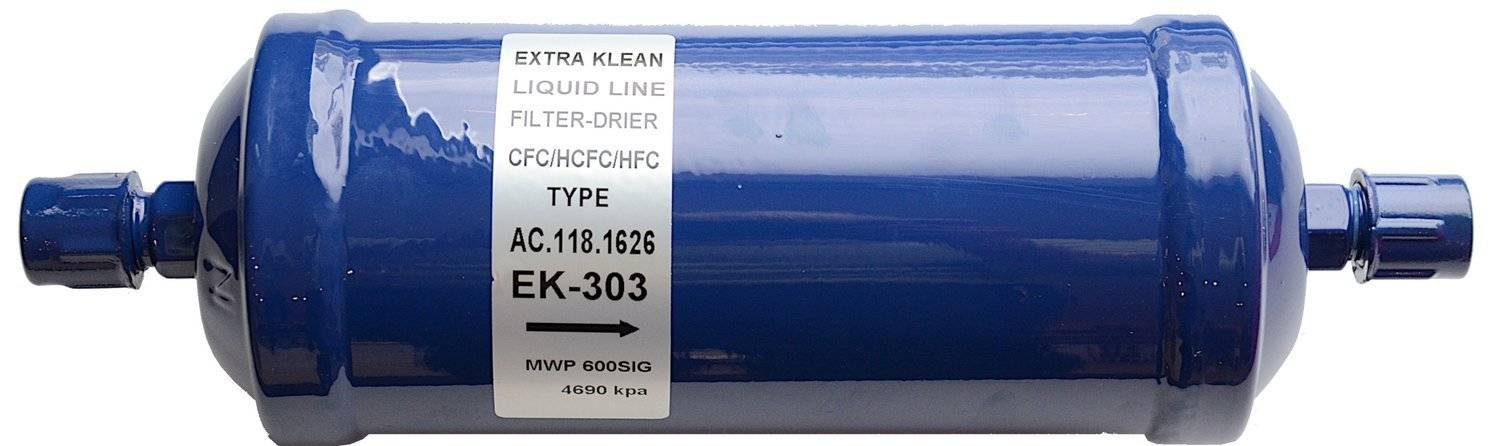 EXTRA KLEAN
LIQUID LINE
FILTER-DRIER
CFC/HCFC/HFC
TYPE
AC.118.1626
EK-303
MWP 600SIG
4690 kpa